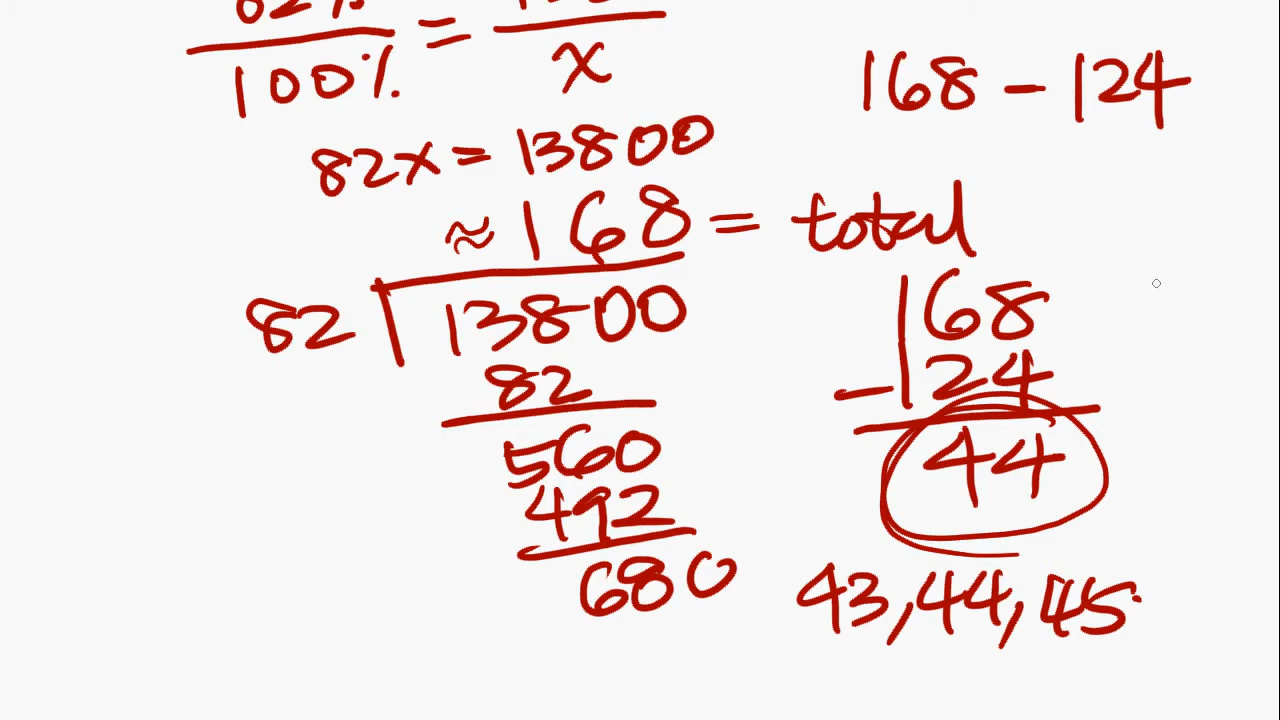 100% = x
168 - 124
82x = 13800
≈ 168 = total
82 13800
82
560
492
680
168
- 124
44
43, 44, 45